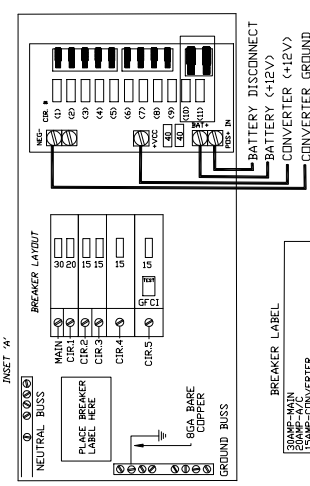 INSET 'A'
NEG-
CIR. #
(1)
(2)
(3)
(4)
(5)
(6)
(7)
(8)
(9)
(10)
(11)
+VCC
40
40
BAT+
POS+ IN
BATTERY DISCONNECT
BATTERY (+12V)
CONVERTER (+12V)
CONVERTER GROUND
BREAKER LAYOUT
30
20
15
15
15
15
TEST
GFCI
MAIN
CIR.1
CIR.2
CIR.3
CIR.4
CIR.5
NEUTRAL BUSS
PLACE BREAKER
LABEL HERE
8GA BARE
COPPER
GROUND BUSS
BREAKER LABEL
30AMP-MAIN
20AMP-A/C
15AMP-CONVERTER